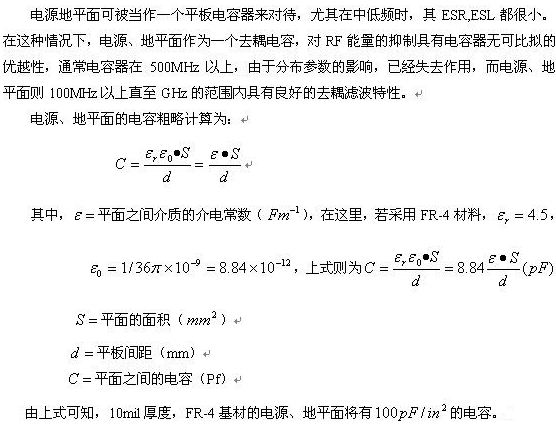 电源地平面可被当作一个平板电容器来对待，尤其在中低频时，其 ESR,ESL 都很小。
在这种情况下，电源、地平面作为一个去耦电容，对 RF 能量的抑制具有电容器无可比拟的
优越性，通常电容器在 500MHz 以上，由于分布参数的影响，已经失去作用，而电源、地
平面则 100MHz 以上直至 GHz 的范围内具有良好的去耦滤波特性。
电源、地平面的电容粗略计算为：
C = εrε0●S/d = ε●S/d
其中，ε = 平面之间介质的介电常数（ Fm⁻¹），在这里，若采用 FR-4 材料，εr = 4.5，
ε0 = 1/36π×10⁻⁹ = 8.84×10⁻¹²，上式则为 C = εrε0●S/d = 8.84 ε●S/d (pF)
S = 平面的面积（mm²）
d = 平板间距（mm）
C = 平面之间的电容（Pf）
由上式可知，10mil 厚度，FR-4 基材的电源、地平面将有 100pF/in² 的电容。